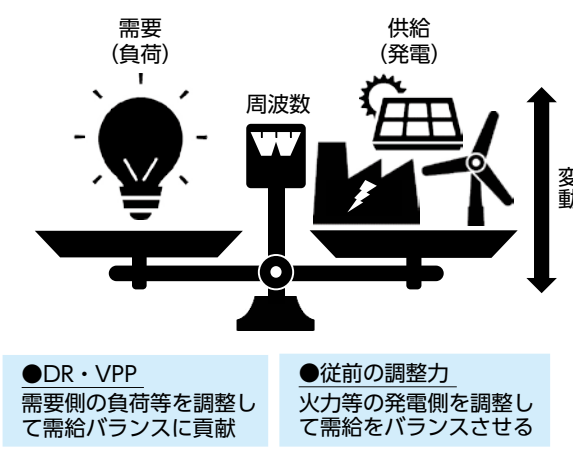 需要
（負荷）
供給
（発電）
周波数
変動
●DR・VPP
需要側の負荷等を調整し
て需給バランスに貢献
●従前の調整力
火力等の発電側を調整し
て需給をバランスさせる